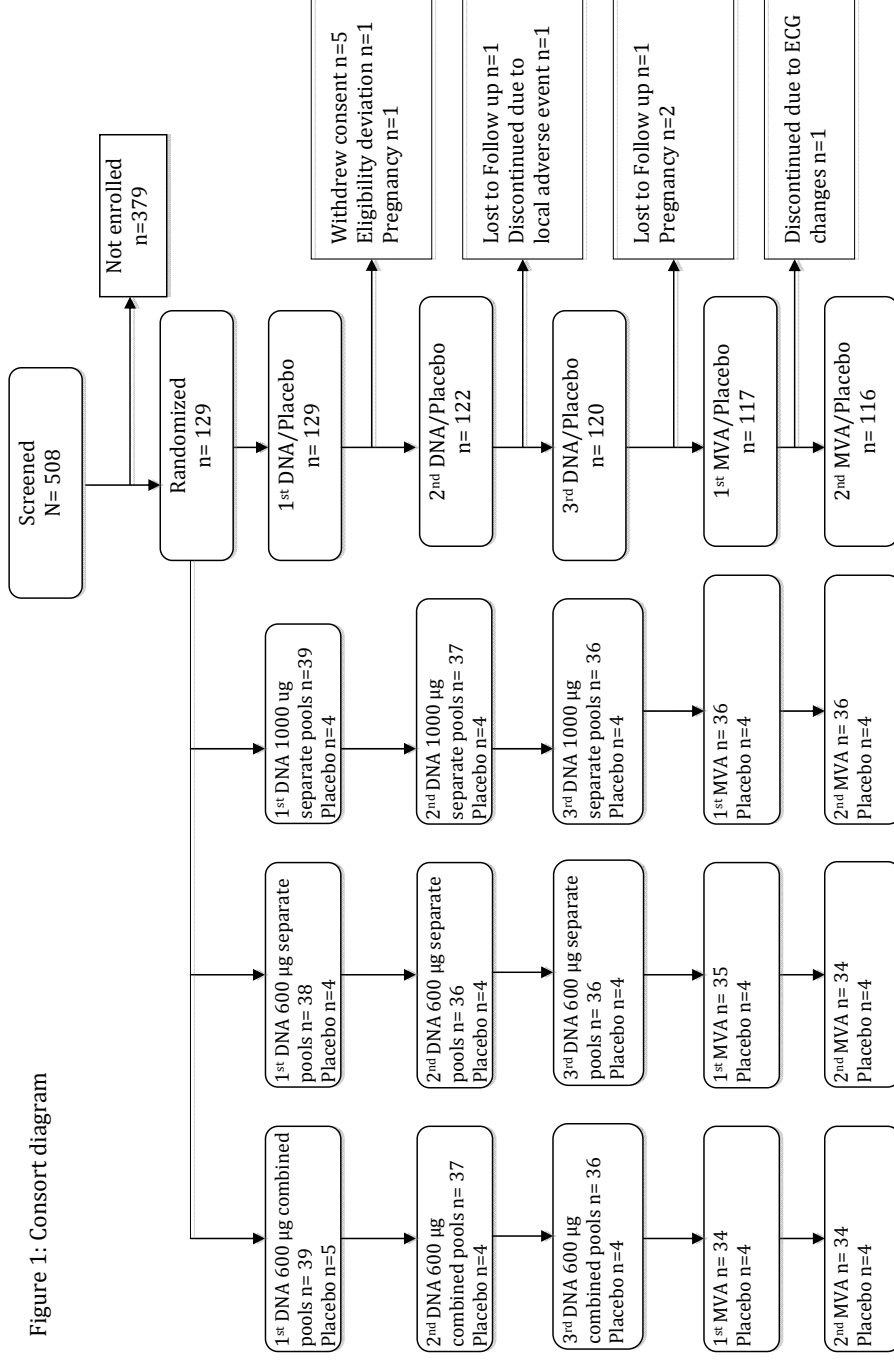 Figure 1: Consort diagram
Screened
N= 508
Not enrolled
n=379
Randomized
n= 129
1st DNA 600 µg combined
pools n= 39
Placebo n=5
1st DNA 600 µg separate
pools n= 38
Placebo n=4
1st DNA 1000 ug
separate pools n=39
Placebo n=4
1st DNA/Placebo
n= 129
Withdrew consent n=5
Eligibility deviation n=1
Pregnancy n=1
2nd DNA 600 µg
combined pools n= 37
Placebo n=4
2nd DNA 600 µg separate
pools n= 36
Placebo n=4
2nd DNA 1000 µg
separate pools n= 37
Placebo n=4
2nd DNA/Placebo
n= 122
Lost to Follow up n=1
Discontinued due to
local adverse event n=1
3rd DNA 600 µg
combined pools n= 36
Placebo n=4
3rd DNA 600 µg separate
pools n= 36
Placebo n=4
3rd DNA 1000 µg
separate pools n= 36
Placebo n=4
3rd DNA/Placebo
n= 120
Lost to Follow up n=1
Pregnancy n=2
1st MVA n= 34
Placebo n=4
1st MVA n= 35
Placebo n=4
1st MVA n= 36
Placebo n=4
1st MVA/Placebo
n= 117
Discontinued due to ECG
changes n=1
2nd MVA n= 34
Placebo n=4
2nd MVA n= 34
Placebo n=4
2nd MVA n= 36
Placebo n=4
2nd MVA/Placebo
n= 116